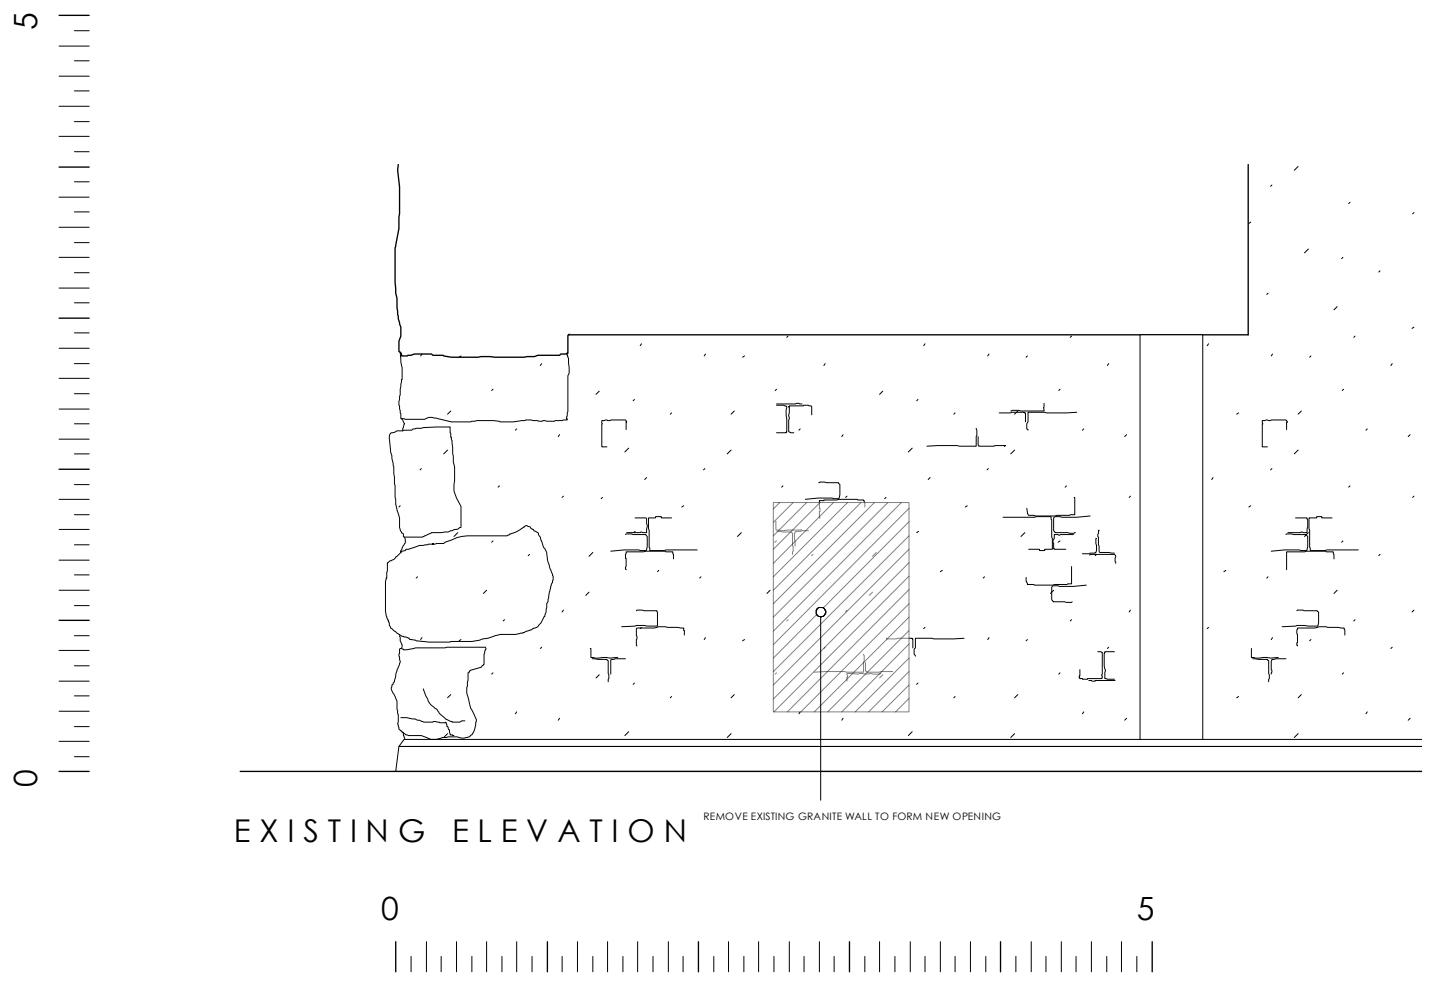 5
0
EXISTING ELEVATION
REMOVE EXISTING GRANITE WALL TO FORM NEW OPENING
0 5